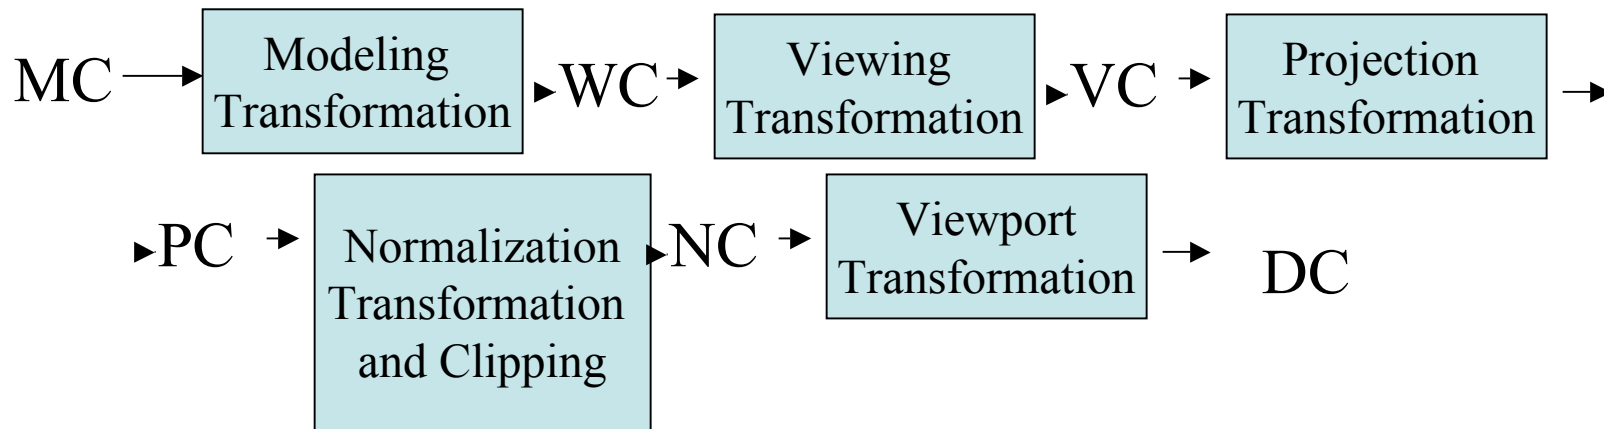 MC
Modeling
Transformation
WC
Viewing
Transformation
VC
Projection
Transformation
PC
Normalization
Transformation
and Clipping
NC
Viewport
Transformation
DC